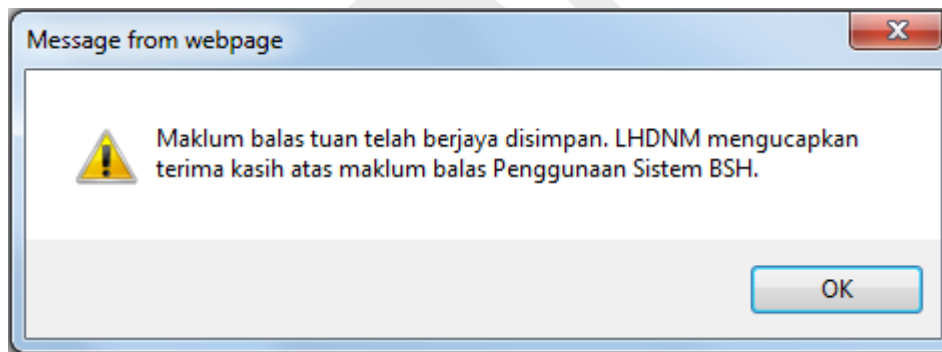 Message from webpage
Maklum balas tuan telah berjaya disimpan. LHDNM mengucapkan
terima kasih atas maklum balas Penggunaan Sistem BSH.
OK